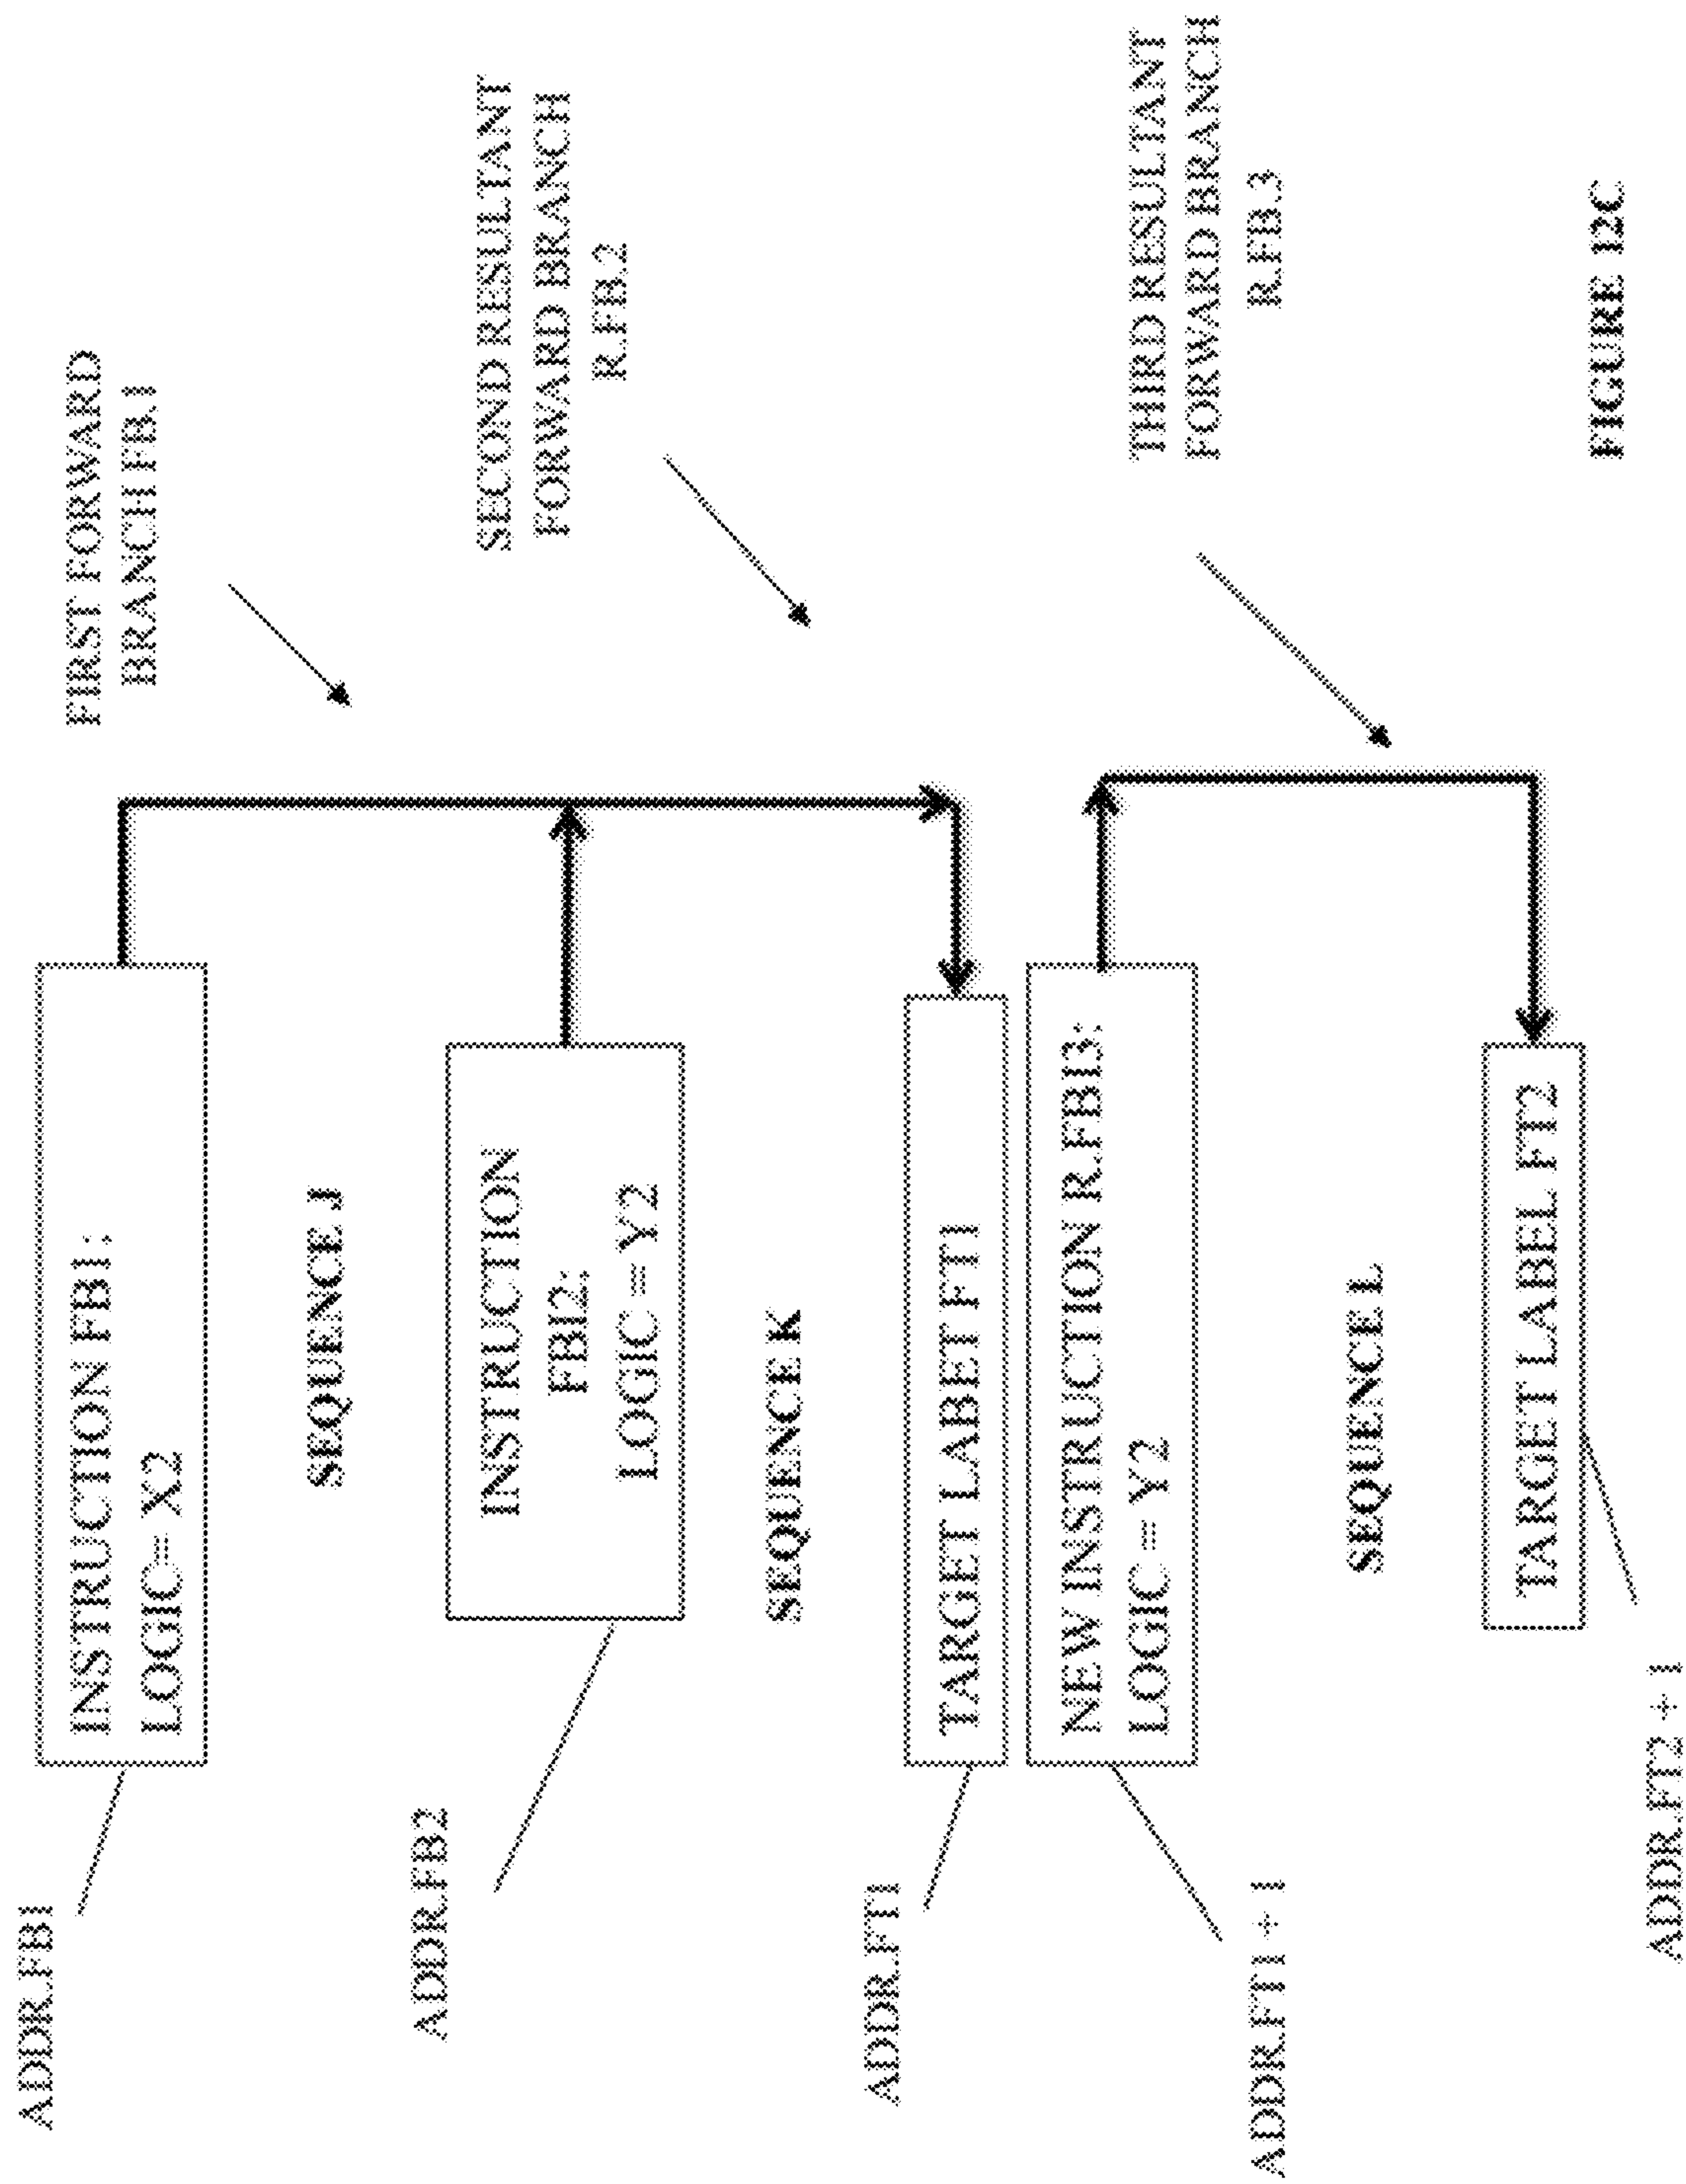 ADDR.FB1
INSTRUCTION FB1 :
LOGIC= X2
FIRST FORWARD
BRANCH FB.1
SEQUENCE J
ADDR.FB2
INSTRUCTION
FBI2;
LOGIC = Y2
SECOND RESULTANT
FORWARD BRANCH
R.FB.2
SEQUENCE K
ADDR.FT1
TARGET LABET FT1
NEW INSTRUCTION R.FBI3;
LOGIC = Y2
ADDR.FT1 + 1
THIRD RESULTANT
FORWARD BRANCH
R.FB.3
SEQUENCE L
TARGET LABEL FT2
ADDR.FT2 + 1
FIGURE 12C